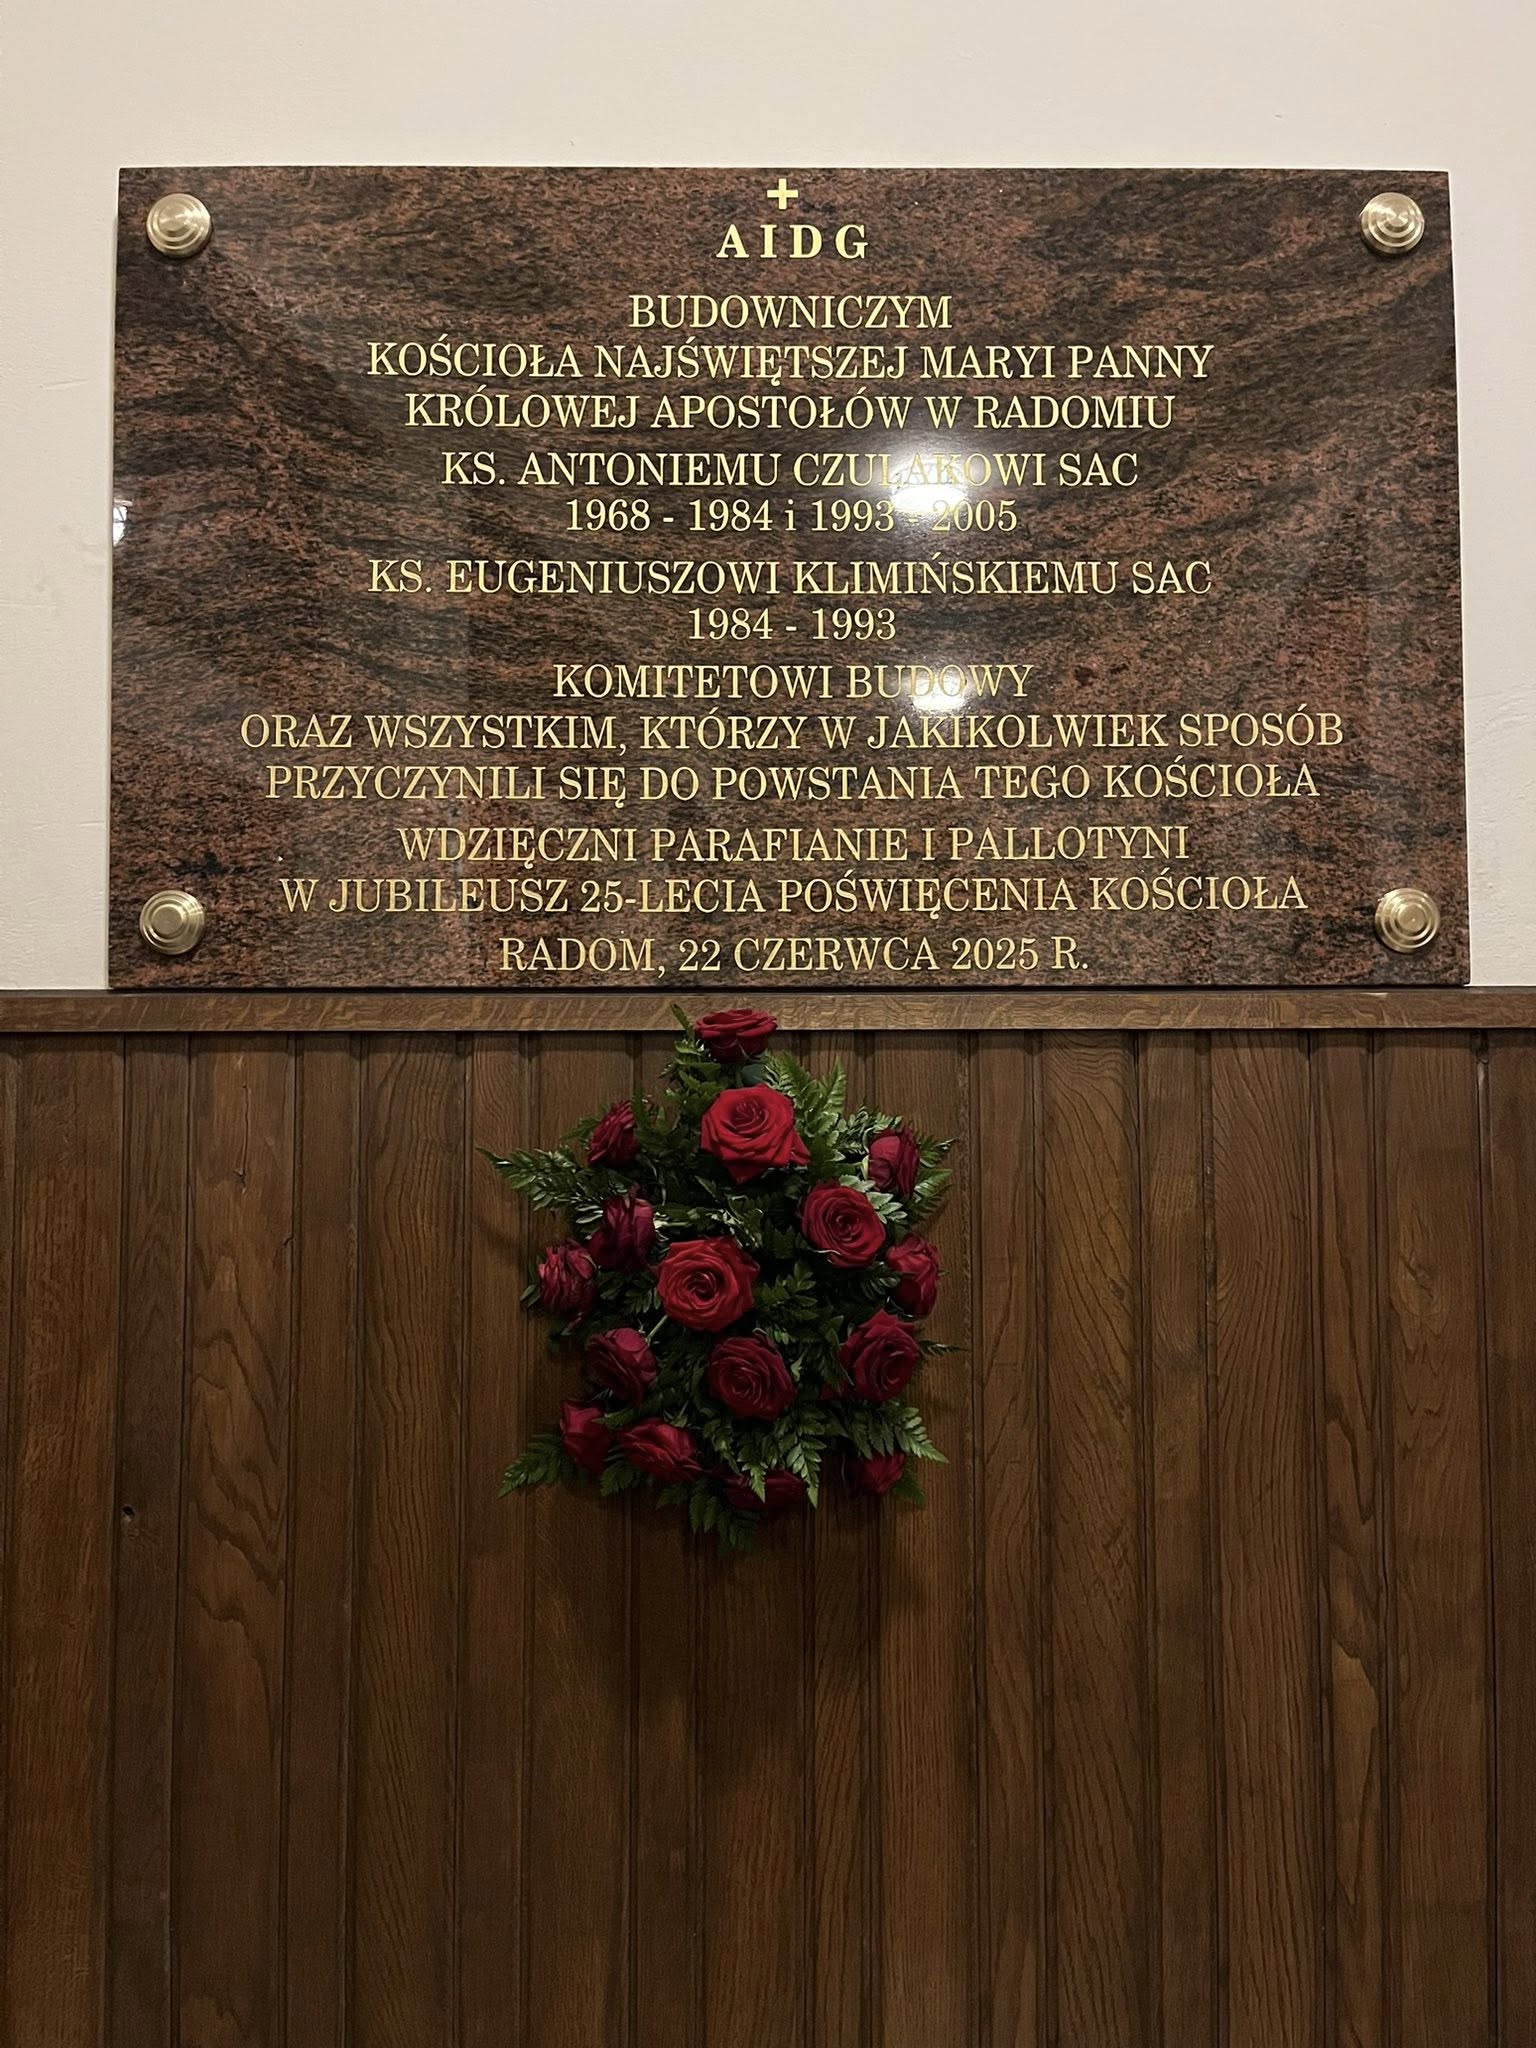 +
A I D G
BUDOWNICZYM
KOŚCIOŁA NAJŚWIĘTSZEJ MARYI PANNY
KRÓLOWEJ APOSTOŁÓW W RADOMIU
KS. ANTONIEMU CZULAKOWI SAC
1968 - 1984 i 1993 - 2005
KS. EUGENIUSZOWI KLIMIŃSKIEMU SAC
1984 - 1993
KOMITETOWI BUDOWY
ORAZ WSZYSTKIM, KTÓRZY W JAKIKOLWIEK SPOSÓB
PRZYCZYNILI SIĘ DO POWSTANIA TEGO KOŚCIOŁA
WDZIĘCZNI PARAFIANIE I PALLOTYNI
W JUBILEUSZ 25-LECIA POŚWIĘCENIA KOŚCIOŁA
RADOM, 22 CZERWCA 2025 R.